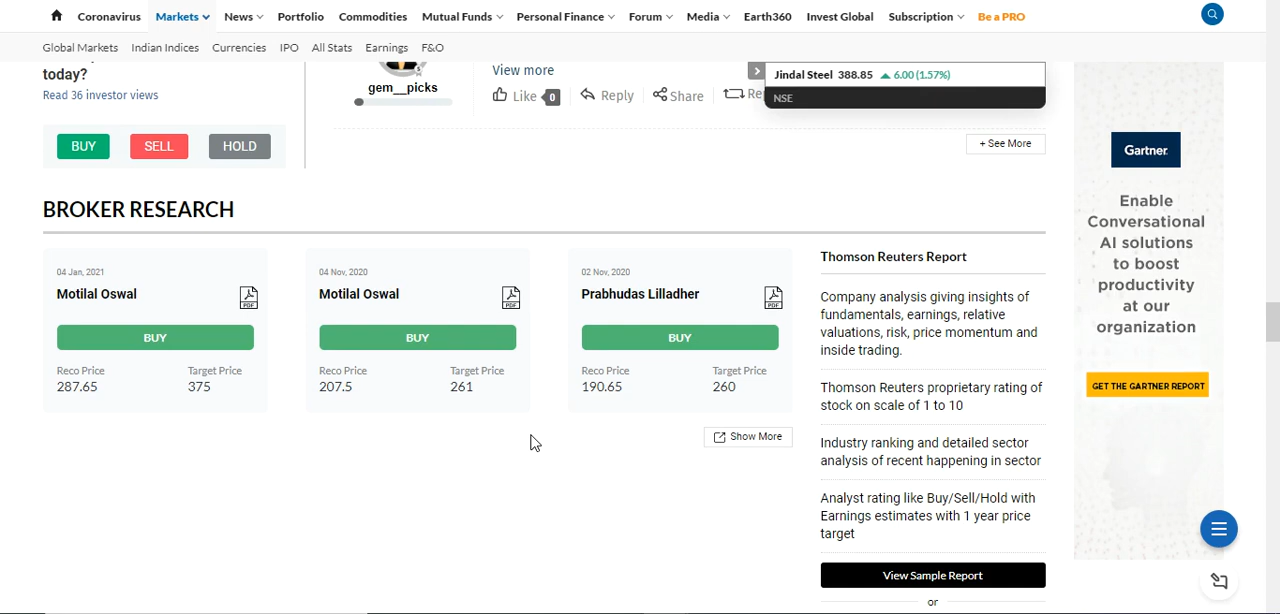 Coronavirus Markets News Portfolio Commodities Mutual Funds Personal Finance Forum Media Earth360 Invest Global Subscription Be a PRO
Global Markets Indian Indices Currencies IPO All Stats Earnings F&O
today?
Read 36 investor views
BUY SELL HOLD
gem__picks
View more
Like 0 Reply Share Re
Jindal Steel 388.85 6.00 (1.57%)
NSE
+ See More
BROKER RESEARCH
04 Jan, 2021
Motilal Oswal
PDF
BUY
Reco Price Target Price
287.65 375
04 Nov, 2020
Motilal Oswal
PDF
BUY
Reco Price Target Price
207.5 261
02 Nov, 2020
Prabhudas Lilladher
PDF
BUY
Reco Price Target Price
190.65 260
Show More
Thomson Reuters Report
Company analysis giving insights of
fundamentals, earnings, relative
valuations, risk, price momentum and
inside trading.
Thomson Reuters proprietary rating of
stock on scale of 1 to 10
Industry ranking and detailed sector
analysis of recent happening in sector
Analyst rating like Buy/Sell/Hold with
Earnings estimates with 1 year price
target
View Sample Report
or
Gartner
Enable
Conversational
AI solutions
to boost
productivity
at our
organization
GET THE GARTNER REPORT